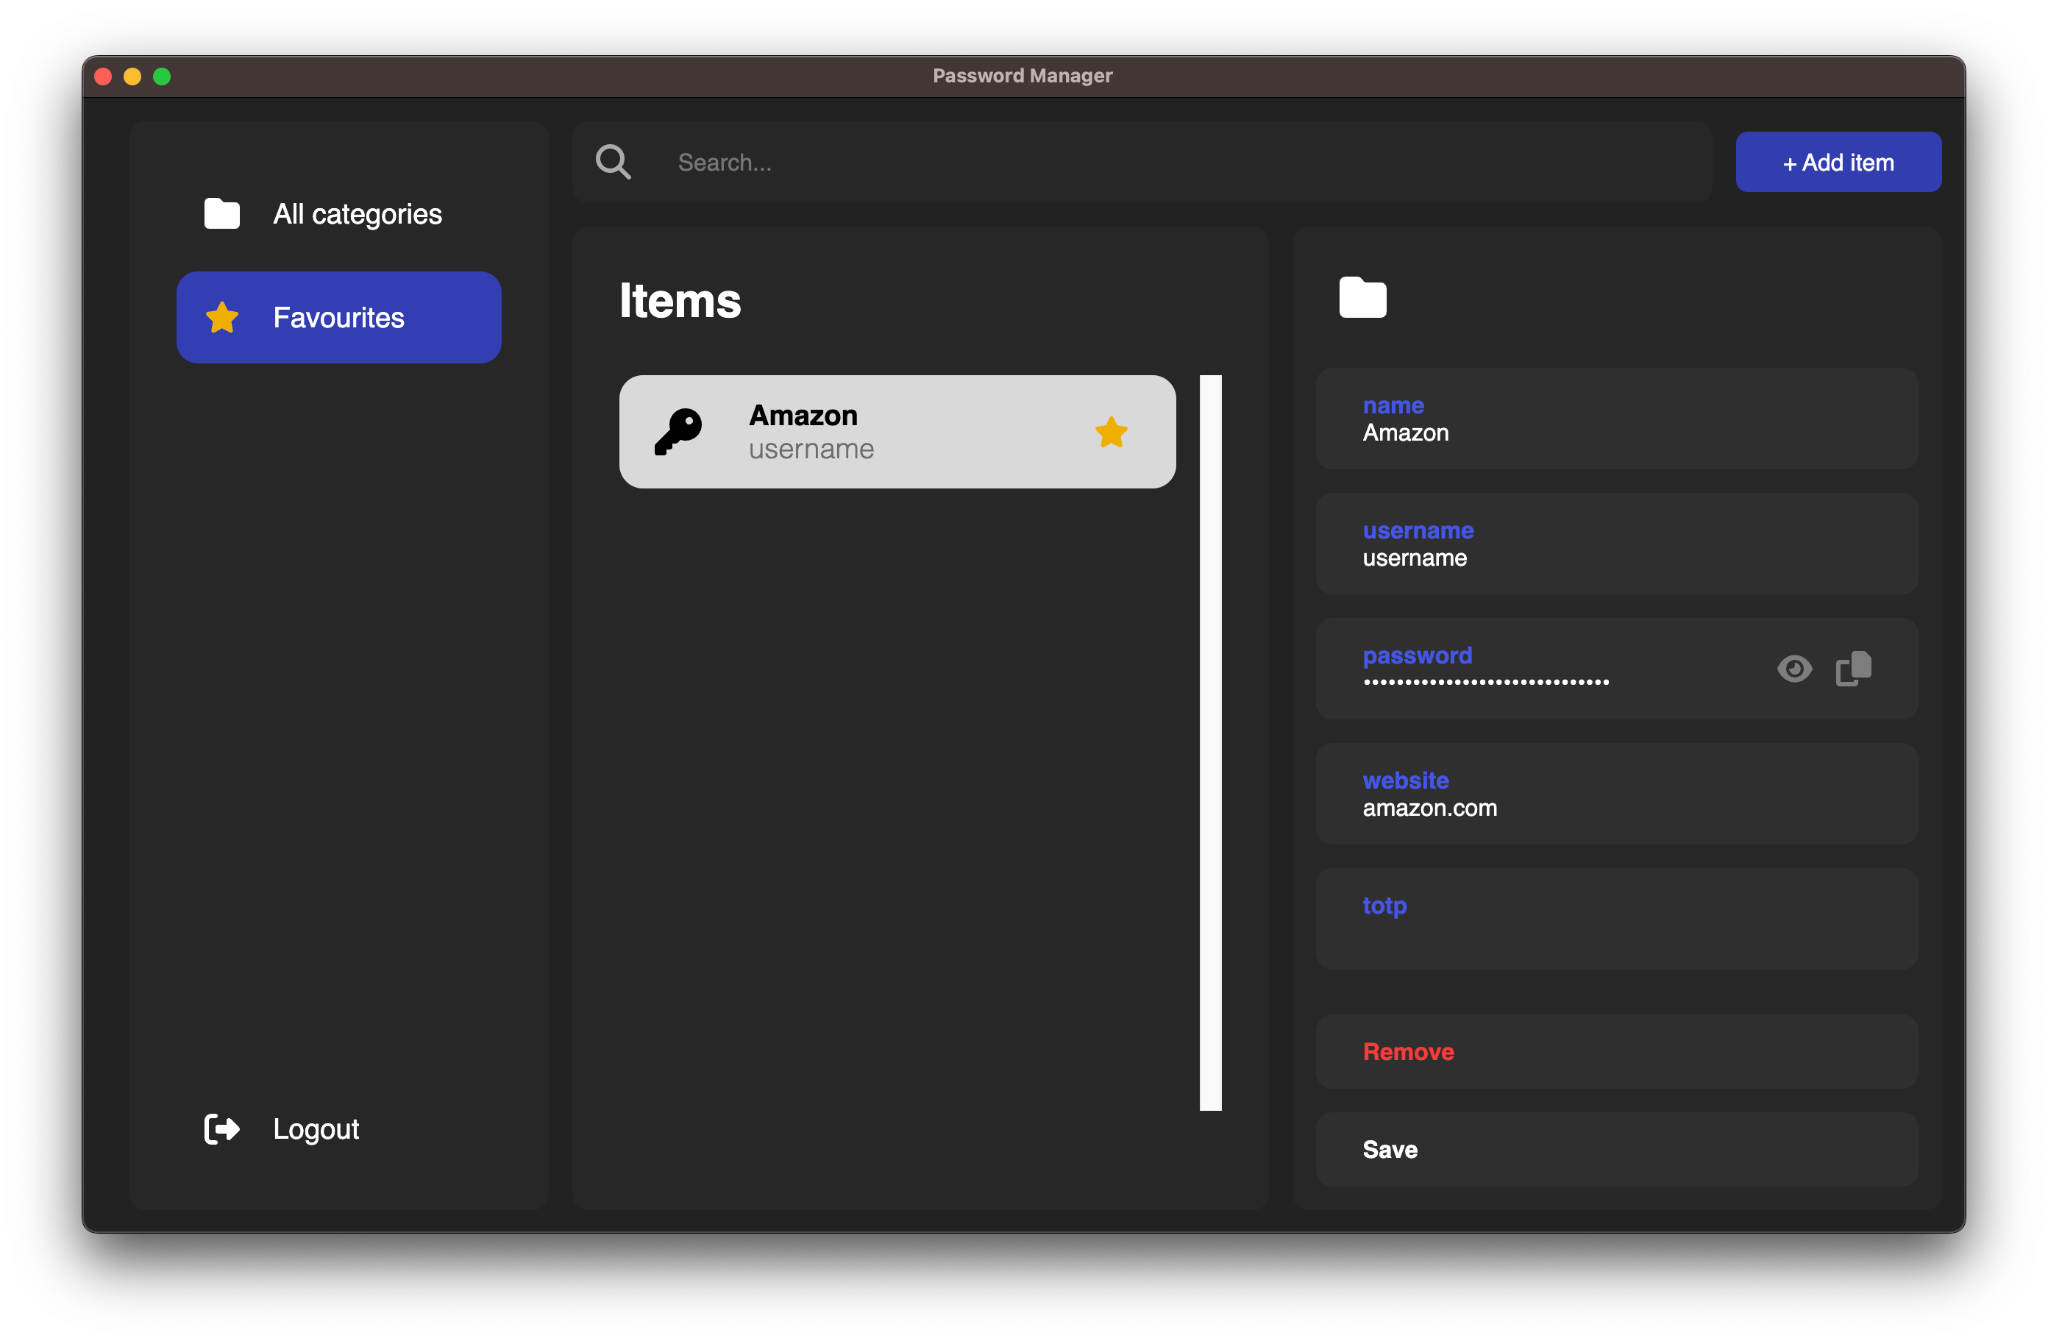 Password Manager
All categories
Favourites
Logout
Search...
+ Add item
Items
Amazon
username
name
Amazon
username
username
password
••••••••••••••••••••••••••••••
website
amazon.com
totp
Remove
Save